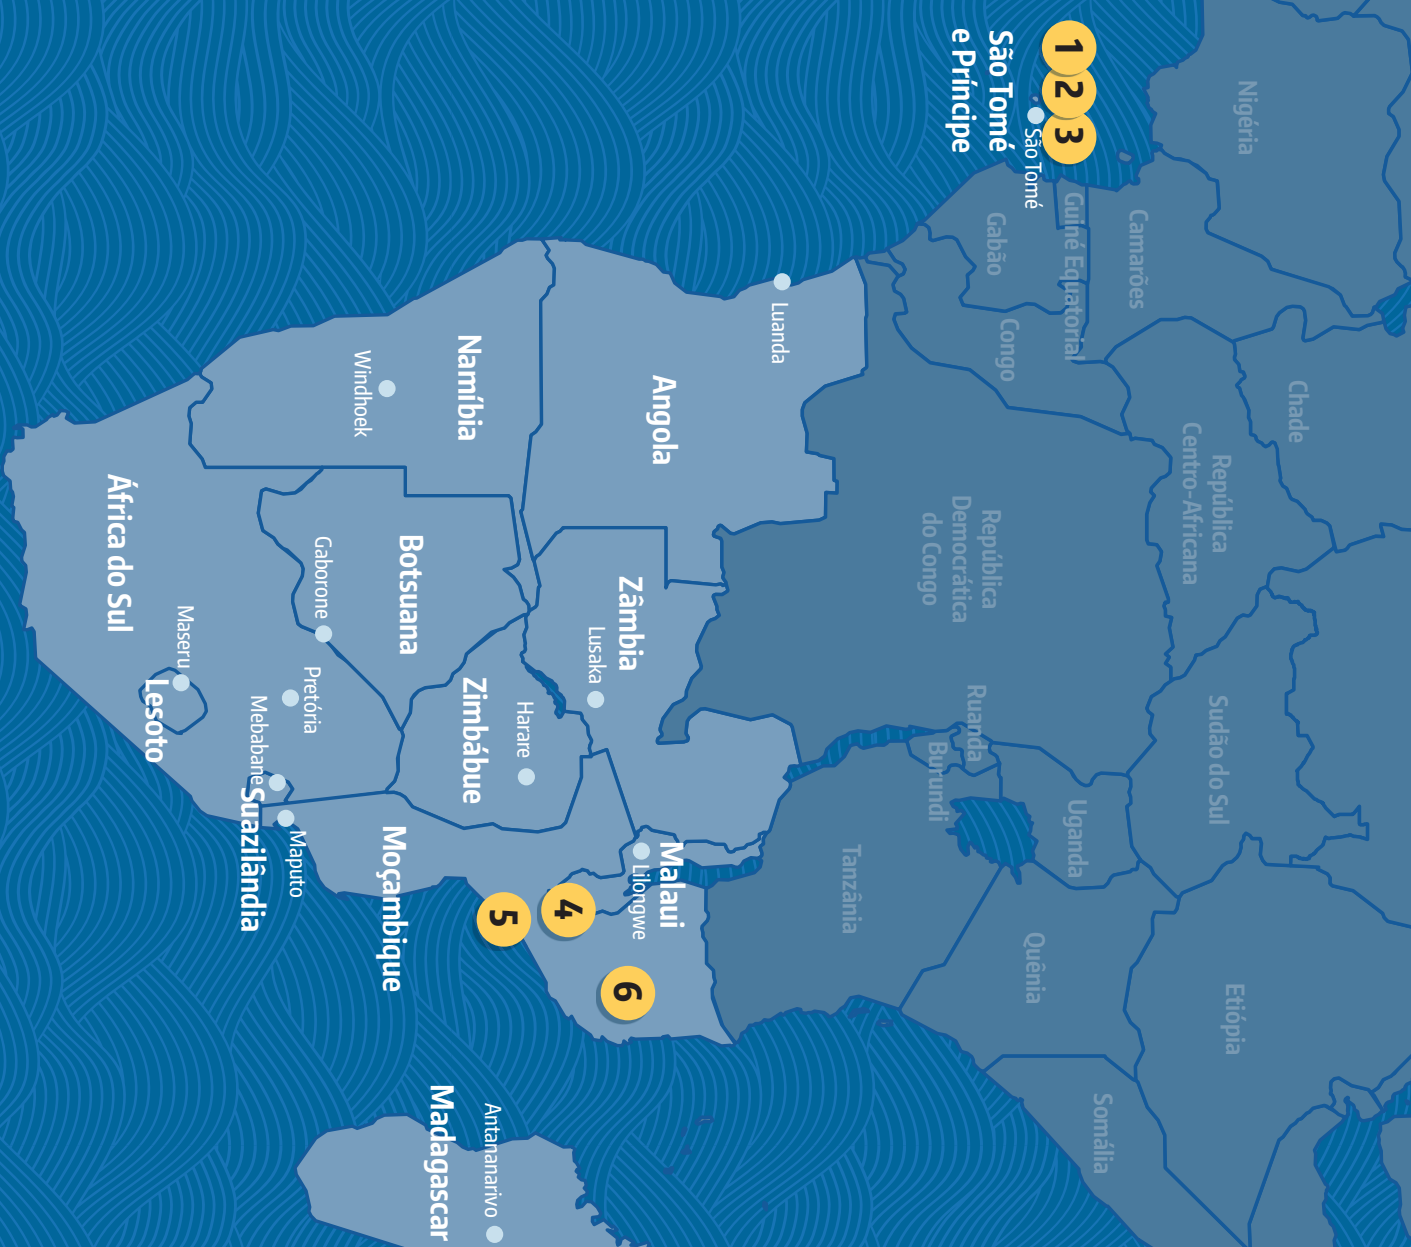 Nigéria
Chade
Camarões
República
Centro-Africana
Sudão do Sul
Etiópia
1
2
3
São Tomé
São Tomé
e Príncipe
Guiné Equatorial
Gabão
Congo
República
Democrática
do Congo
Ruanda
Burundi
Uganda
Quênia
Somália
Tanzânia
Luanda
Angola
Zâmbia
Lusaka
Malaui
Lilongwe
6
4
5
Namíbia
Windhoek
Botsuana
Gaborone
Zimbábue
Harare
Moçambique
Antananarivo
Madagascar
Pretória
Maputo
Mebabane
Suazilândia
Maseru
Lesoto
África do Sul